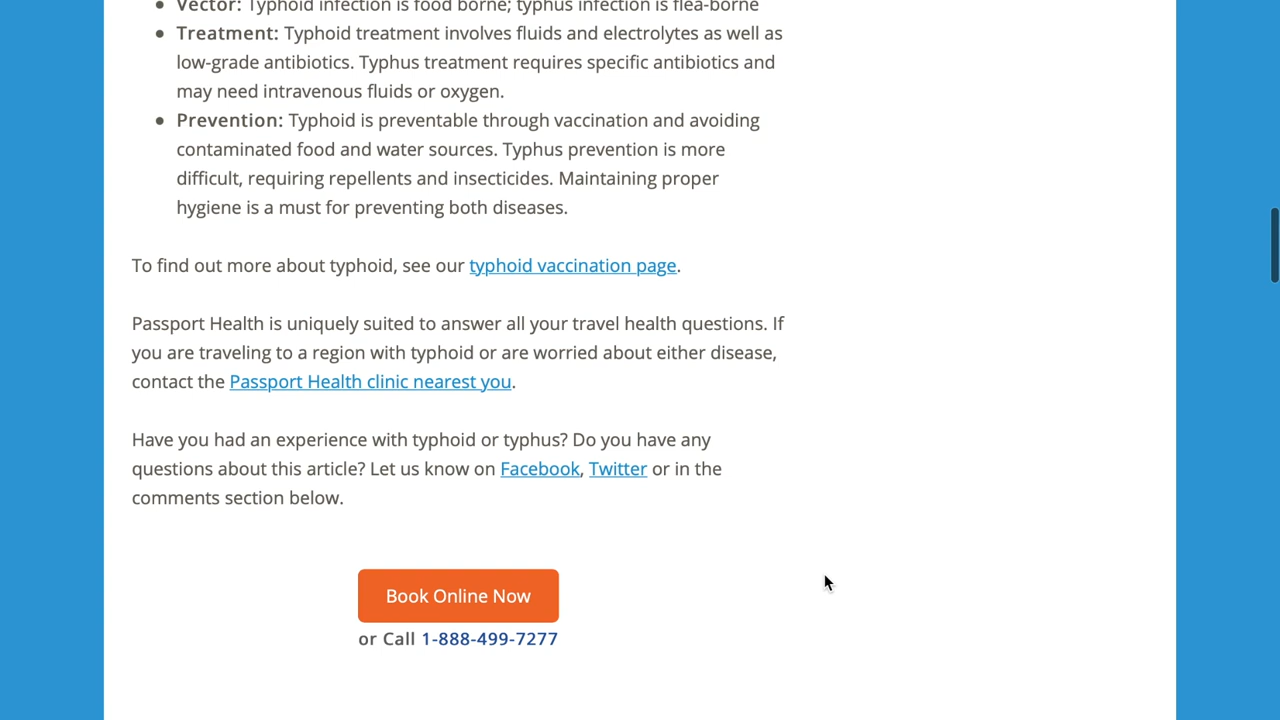 Vector: Typhoid infection is food borne; typhus infection is flea-borne
Treatment: Typhoid treatment involves fluids and electrolytes as well as
low-grade antibiotics. Typhus treatment requires specific antibiotics and
may need intravenous fluids or oxygen.
Prevention: Typhoid is preventable through vaccination and avoiding
contaminated food and water sources. Typhus prevention is more
difficult, requiring repellents and insecticides. Maintaining proper
hygiene is a must for preventing both diseases.
To find out more about typhoid, see our typhoid vaccination page.
Passport Health is uniquely suited to answer all your travel health questions. If
you are traveling to a region with typhoid or are worried about either disease,
contact the Passport Health clinic nearest you.
Have you had an experience with typhoid or typhus? Do you have any
questions about this article? Let us know on Facebook, Twitter or in the
comments section below.
Book Online Now
or Call 1-888-499-7277